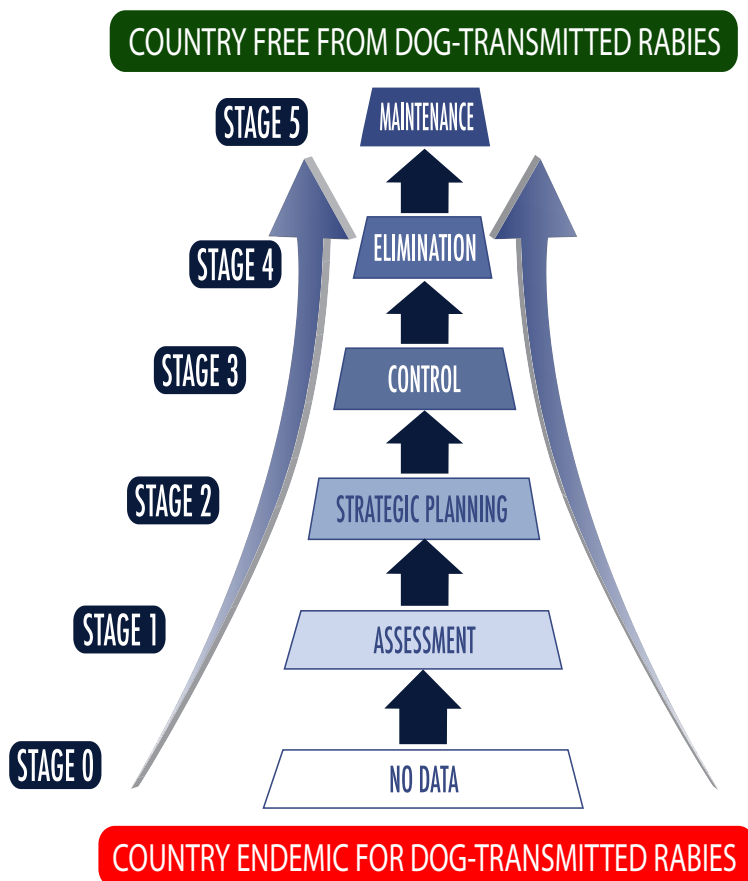 COUNTRY FREE FROM DOG-TRANSMITTED RABIES
STAGE 5
MAINTENANCE
STAGE 4
ELIMINATION
STAGE 3
CONTROL
STAGE 2
STRATEGIC PLANNING
STAGE 1
ASSESSMENT
STAGE 0
NO DATA
COUNTRY ENDEMIC FOR DOG-TRANSMITTED RABIES